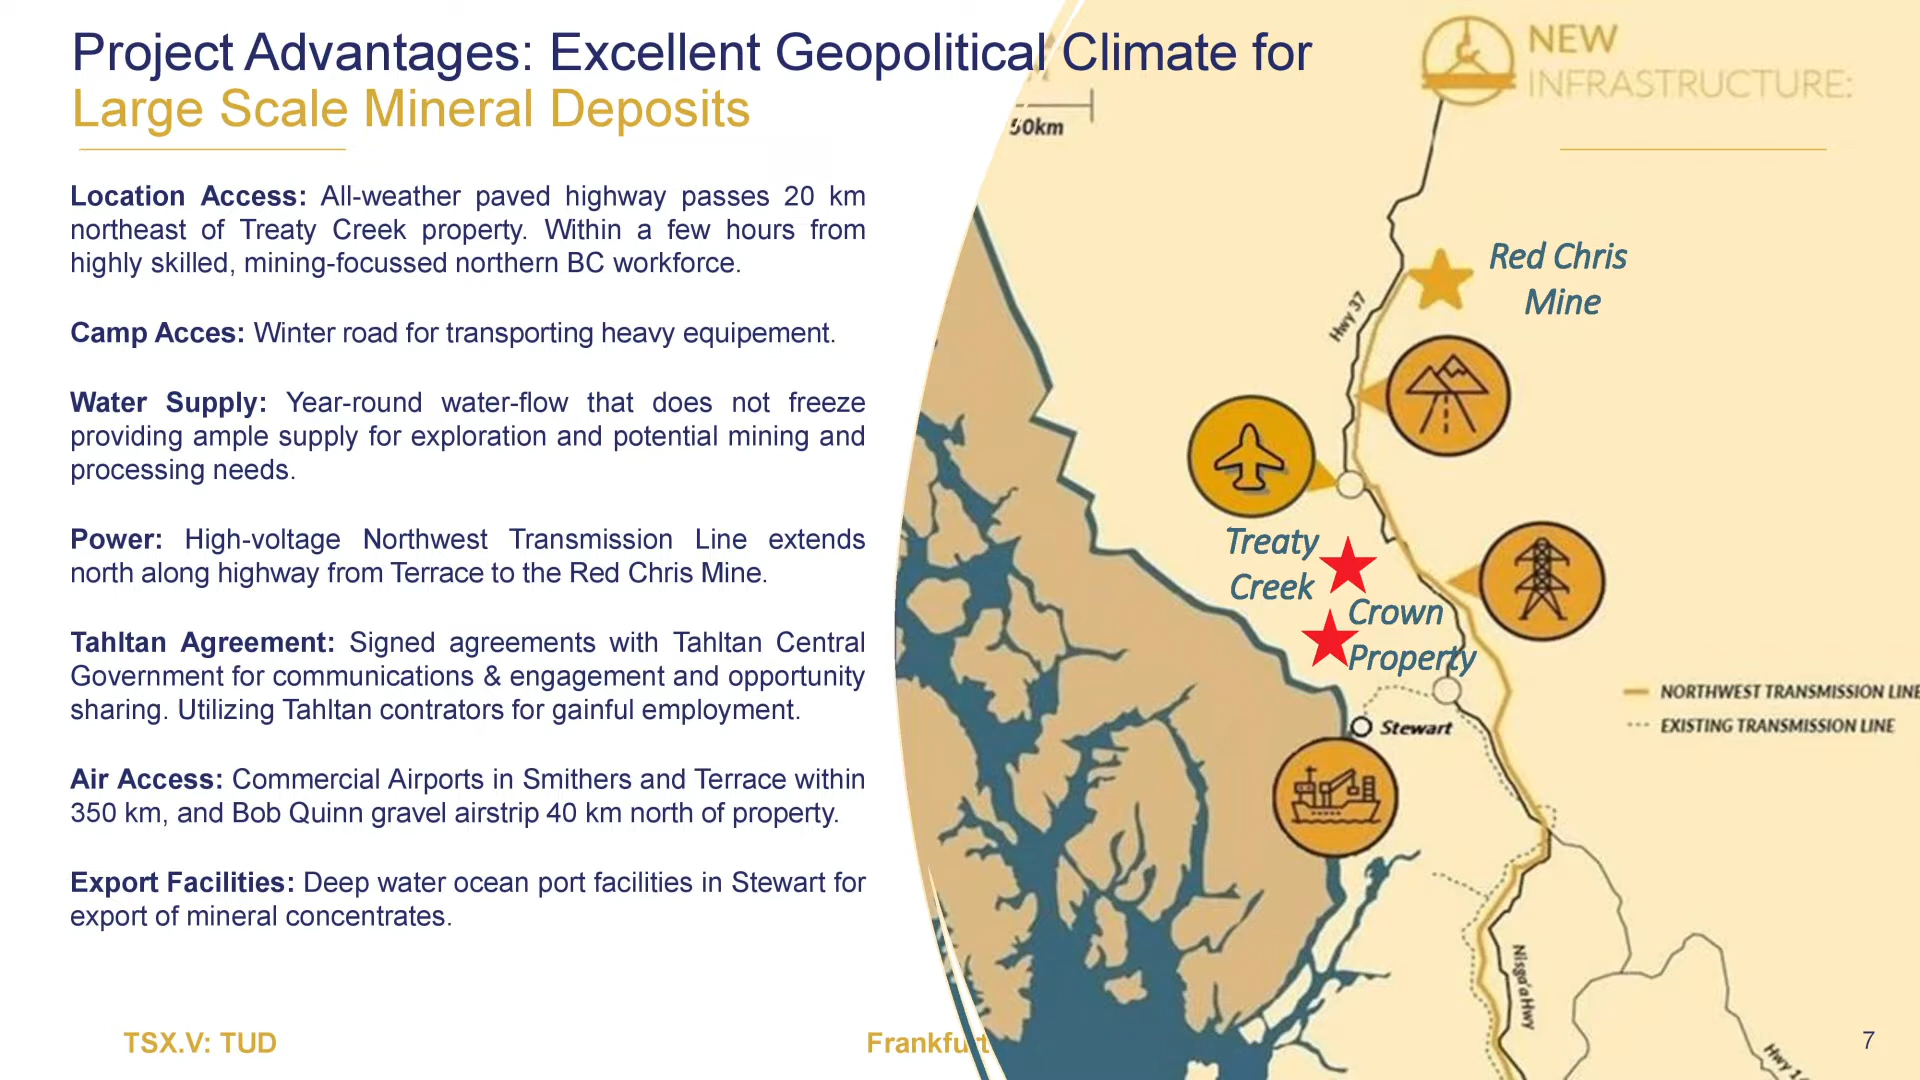 Project Advantages: Excellent Geopolitical Climate for
Large Scale Mineral Deposits
Location Access: All-weather paved highway passes 20 km
northeast of Treaty Creek property. Within a few hours from
highly skilled, mining-focussed northern BC workforce.
Camp Acces: Winter road for transporting heavy equipement.
Water Supply: Year-round water-flow that does not freeze
providing ample supply for exploration and potential mining and
processing needs.
Power: High-voltage Northwest Transmission Line extends
north along highway from Terrace to the Red Chris Mine.
Tahltan Agreement: Signed agreements with Tahltan Central
Government for communications & engagement and opportunity
sharing. Utilizing Tahltan contrators for gainful employment.
Air Access: Commercial Airports in Smithers and Terrace within
350 km, and Bob Quinn gravel airstrip 40 km north of property.
Export Facilities: Deep water ocean port facilities in Stewart for
export of mineral concentrates.
TSX.V: TUD
Frankfurt
NEW
INFRASTRUCTURE:
50km
Red Chris
Mine
Hwy 37
Treaty
Creek
Crown
Property
NORTHWEST TRANSMISSION LINE
EXISTING TRANSMISSION LINE
Stewart
Nisga'a Hwy
Hwy
7